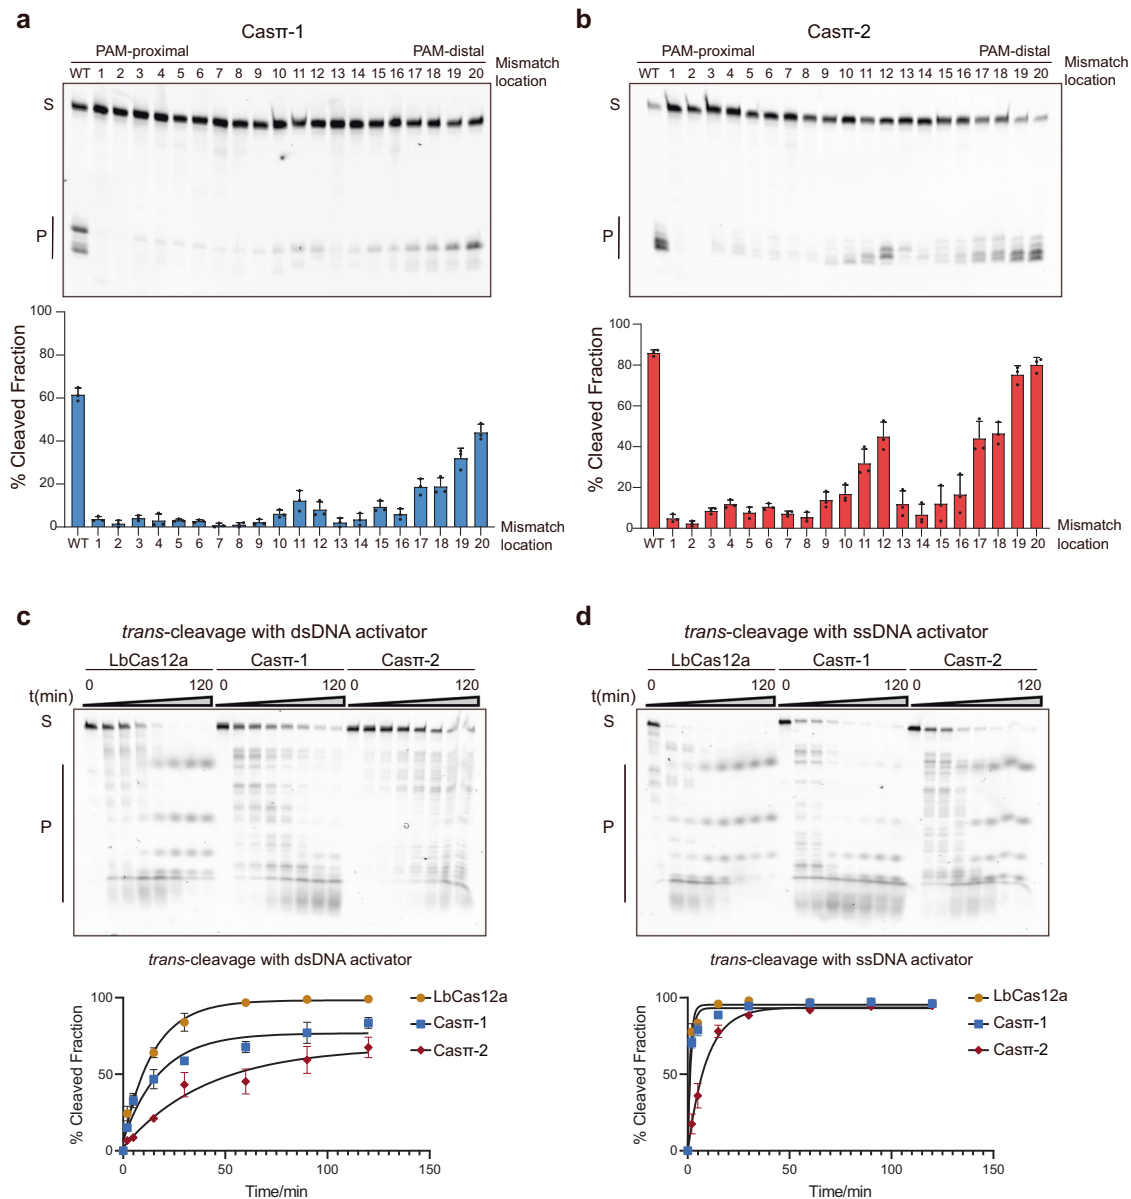 a
Casπ-1
PAM-proximal PAM-distal
Mismatch location
WT 1 2 3 4 5 6 7 8 9 10 11 12 13 14 15 16 17 18 19 20
S
P
100
80
60
40
20
0
% Cleaved Fraction
WT 1 2 3 4 5 6 7 8 9 10 11 12 13 14 15 16 17 18 19 20
Mismatch location
b
Casπ-2
PAM-proximal PAM-distal
Mismatch location
WT 1 2 3 4 5 6 7 8 9 10 11 12 13 14 15 16 17 18 19 20
S
P
100
80
60
40
20
0
% Cleaved Fraction
WT 1 2 3 4 5 6 7 8 9 10 11 12 13 14 15 16 17 18 19 20
Mismatch location
c
trans-cleavage with dsDNA activator
LbCas12a Casπ-1 Casπ-2
t(min) 0 120 0 120 0 120
S
P
trans-cleavage with dsDNA activator
100
50
0
% Cleaved Fraction
0 50 100 150
Time/min
LbCas12a
Casπ-1
Casπ-2
d
trans-cleavage with ssDNA activator
LbCas12a Casπ-1 Casπ-2
t(min) 0 120 0 120 0 120
S
P
trans-cleavage with ssDNA activator
100
50
0
% Cleaved Fraction
0 50 100 150
Time/min
LbCas12a
Casπ-1
Casπ-2